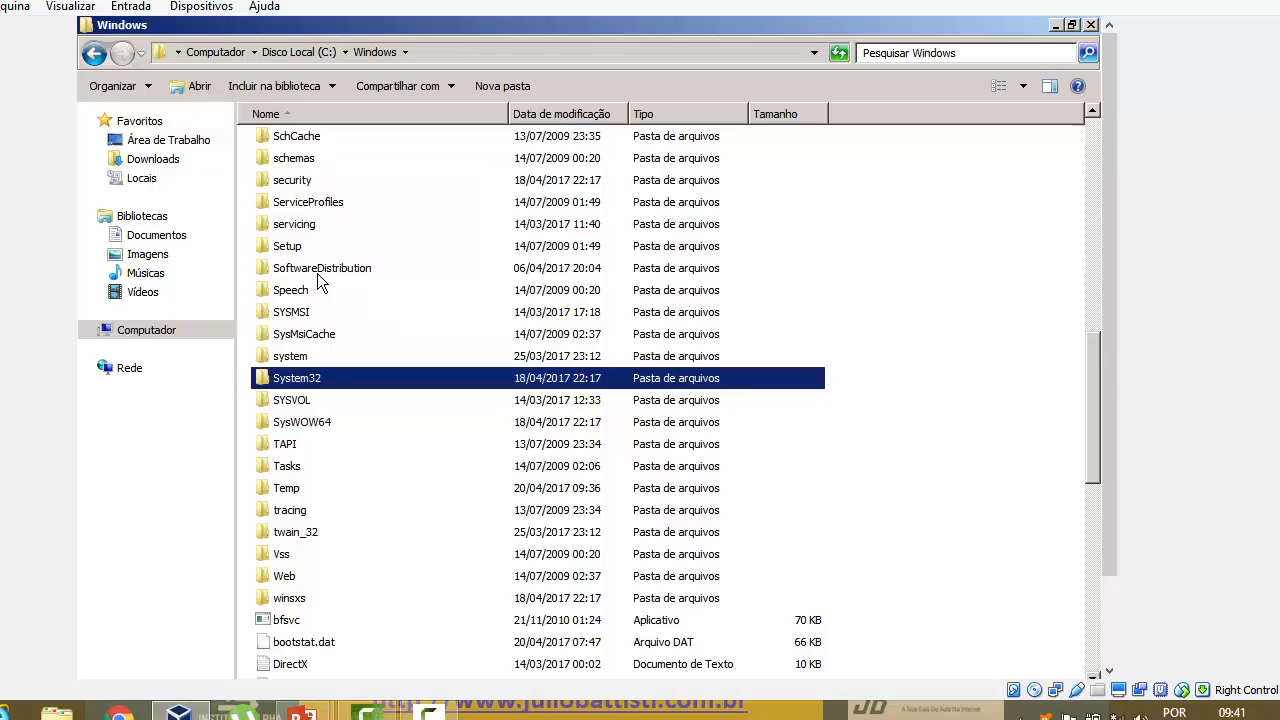 quina Visualizar Entrada Dispositivos Ajuda
Windows
Computador Disco Local (C:) Windows Pesquisar Windows
Organizar Abrir Incluir na biblioteca Compartilhar com Nova pasta
Nome Data de modificação Tipo Tamanho
Favoritos
Área de Trabalho
Downloads
Locais
Bibliotecas
Documentos
Imagens
Músicas
Vídeos
Computador
Rede
SchCache 13/07/2009 23:35 Pasta de arquivos
schemas 14/07/2009 00:20 Pasta de arquivos
security 18/04/2017 22:17 Pasta de arquivos
ServiceProfiles 14/07/2009 01:49 Pasta de arquivos
servicing 14/03/2017 11:40 Pasta de arquivos
Setup 14/07/2009 01:49 Pasta de arquivos
SoftwareDistribution 06/04/2017 20:04 Pasta de arquivos
Speech 14/07/2009 00:20 Pasta de arquivos
SYSMSI 14/03/2017 17:18 Pasta de arquivos
SysMsiCache 14/07/2009 02:37 Pasta de arquivos
system 25/03/2017 23:12 Pasta de arquivos
System32 18/04/2017 22:17 Pasta de arquivos
SYSVOL 14/03/2017 12:33 Pasta de arquivos
SysWOW64 18/04/2017 22:17 Pasta de arquivos
TAPI 13/07/2009 23:34 Pasta de arquivos
Tasks 14/07/2009 02:06 Pasta de arquivos
Temp 20/04/2017 09:36 Pasta de arquivos
tracing 13/07/2009 23:34 Pasta de arquivos
twain_32 25/03/2017 23:12 Pasta de arquivos
Vss 14/07/2009 00:20 Pasta de arquivos
Web 14/07/2009 02:37 Pasta de arquivos
winsxs 18/04/2017 22:17 Pasta de arquivos
bfsvc 21/11/2010 01:24 Aplicativo 70 KB
bootstat.dat 20/04/2017 07:47 Arquivo DAT 66 KB
DirectX 14/03/2017 00:02 Documento de Texto 10 KB
Right Control
http://www.juliobattisti.com.br
A Sua Sala De Aula Na Internet
POR 09:41